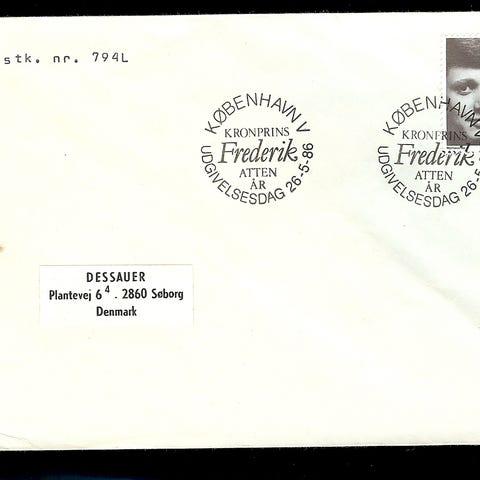 stk. nr. 794L
KØBENHAVN V
KRONPRINS
Frederik
ATTEN
ÅR
UDGIVELSESDAG 26-5-86
KØBENHAVN
KRONPRINS
Frederik
ATTEN
ÅR
UDGIVELSESDAG 26-5
DESSAUER
Plantevej 6 4 . 2860 Søborg
Denmark